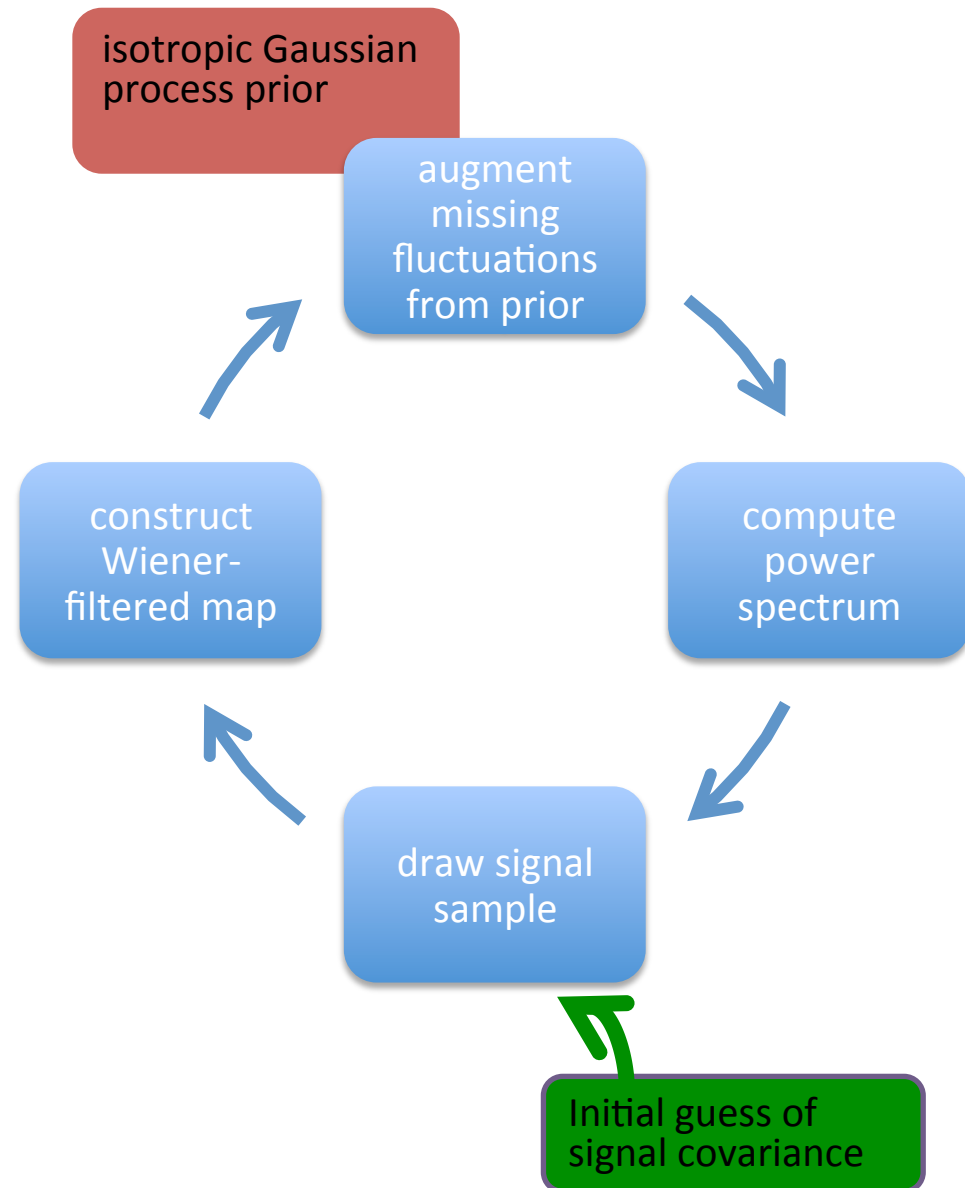 isotropic Gaussian
process prior
augment
missing
fluctuations
from prior
construct
Wiener-
filtered map
compute
power
spectrum
draw signal
sample
Initial guess of
signal covariance